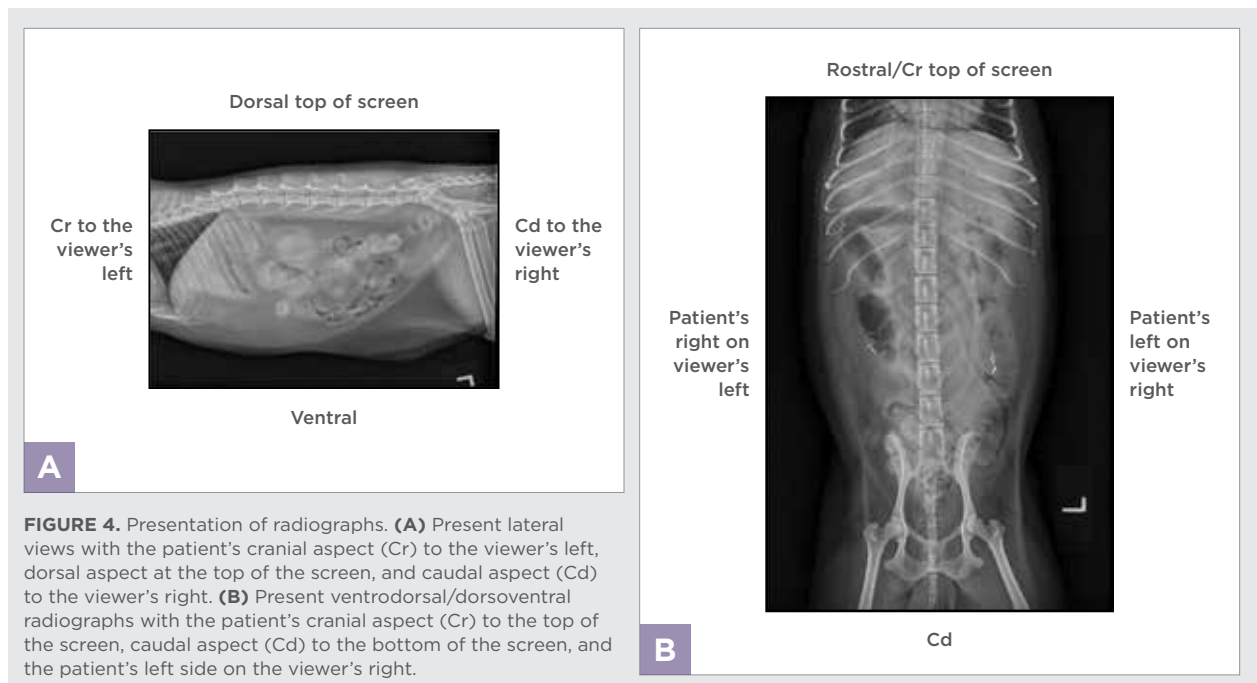 Dorsal top of screen
Cr to the
viewer's
left
Cd to the
viewer's
right
Ventral
A
FIGURE 4. Presentation of radiographs. (A) Present lateral
views with the patient's cranial aspect (Cr) to the viewer's left,
dorsal aspect at the top of the screen, and caudal aspect (Cd)
to the viewer's right. (B) Present ventrodorsal/dorsoventral
radiographs with the patient's cranial aspect (Cr) to the top of
the screen, caudal aspect (Cd) to the bottom of the screen, and
the patient's left side on the viewer's right.
Rostral/Cr top of screen
Patient's
right on
viewer's
left
Patient's
left on
viewer's
right
L
Cd
B